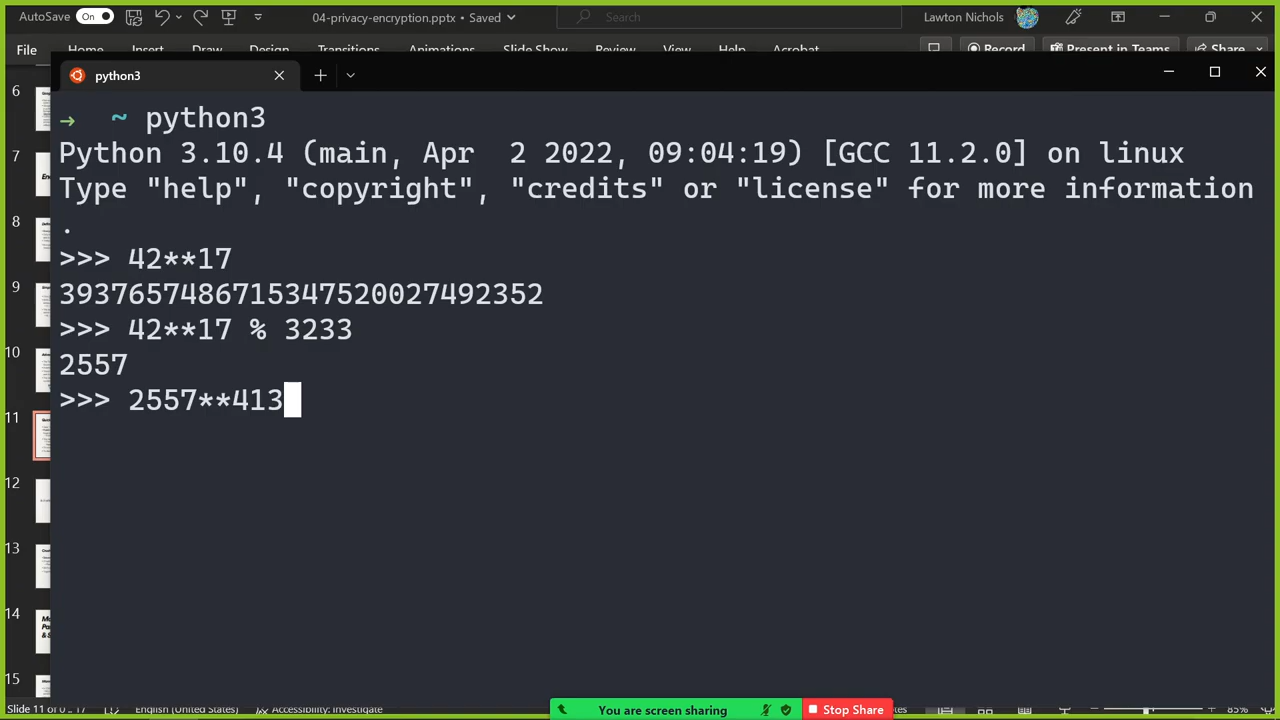 AutoSave On 04-privacy-encryption.pptx • Saved Search Lawton Nichols
File Home Insert Draw Design Transitions Animations Slide Show Review View Help Acrobat Record Present in Teams Share
python3
→ ~ python3
Python 3.10.4 (main, Apr  2 2022, 09:04:19) [GCC 11.2.0] on linux
Type "help", "copyright", "credits" or "license" for more information
.
>>> 42**17
3937657486715347520027492352
>>> 42**17 % 3233
2557
>>> 2557**413
6
7
8
9
10
11
12
13
14
15
Slide 11 of 17 English (United States) Accessibility: Investigate 85%
You are screen sharing Stop Share